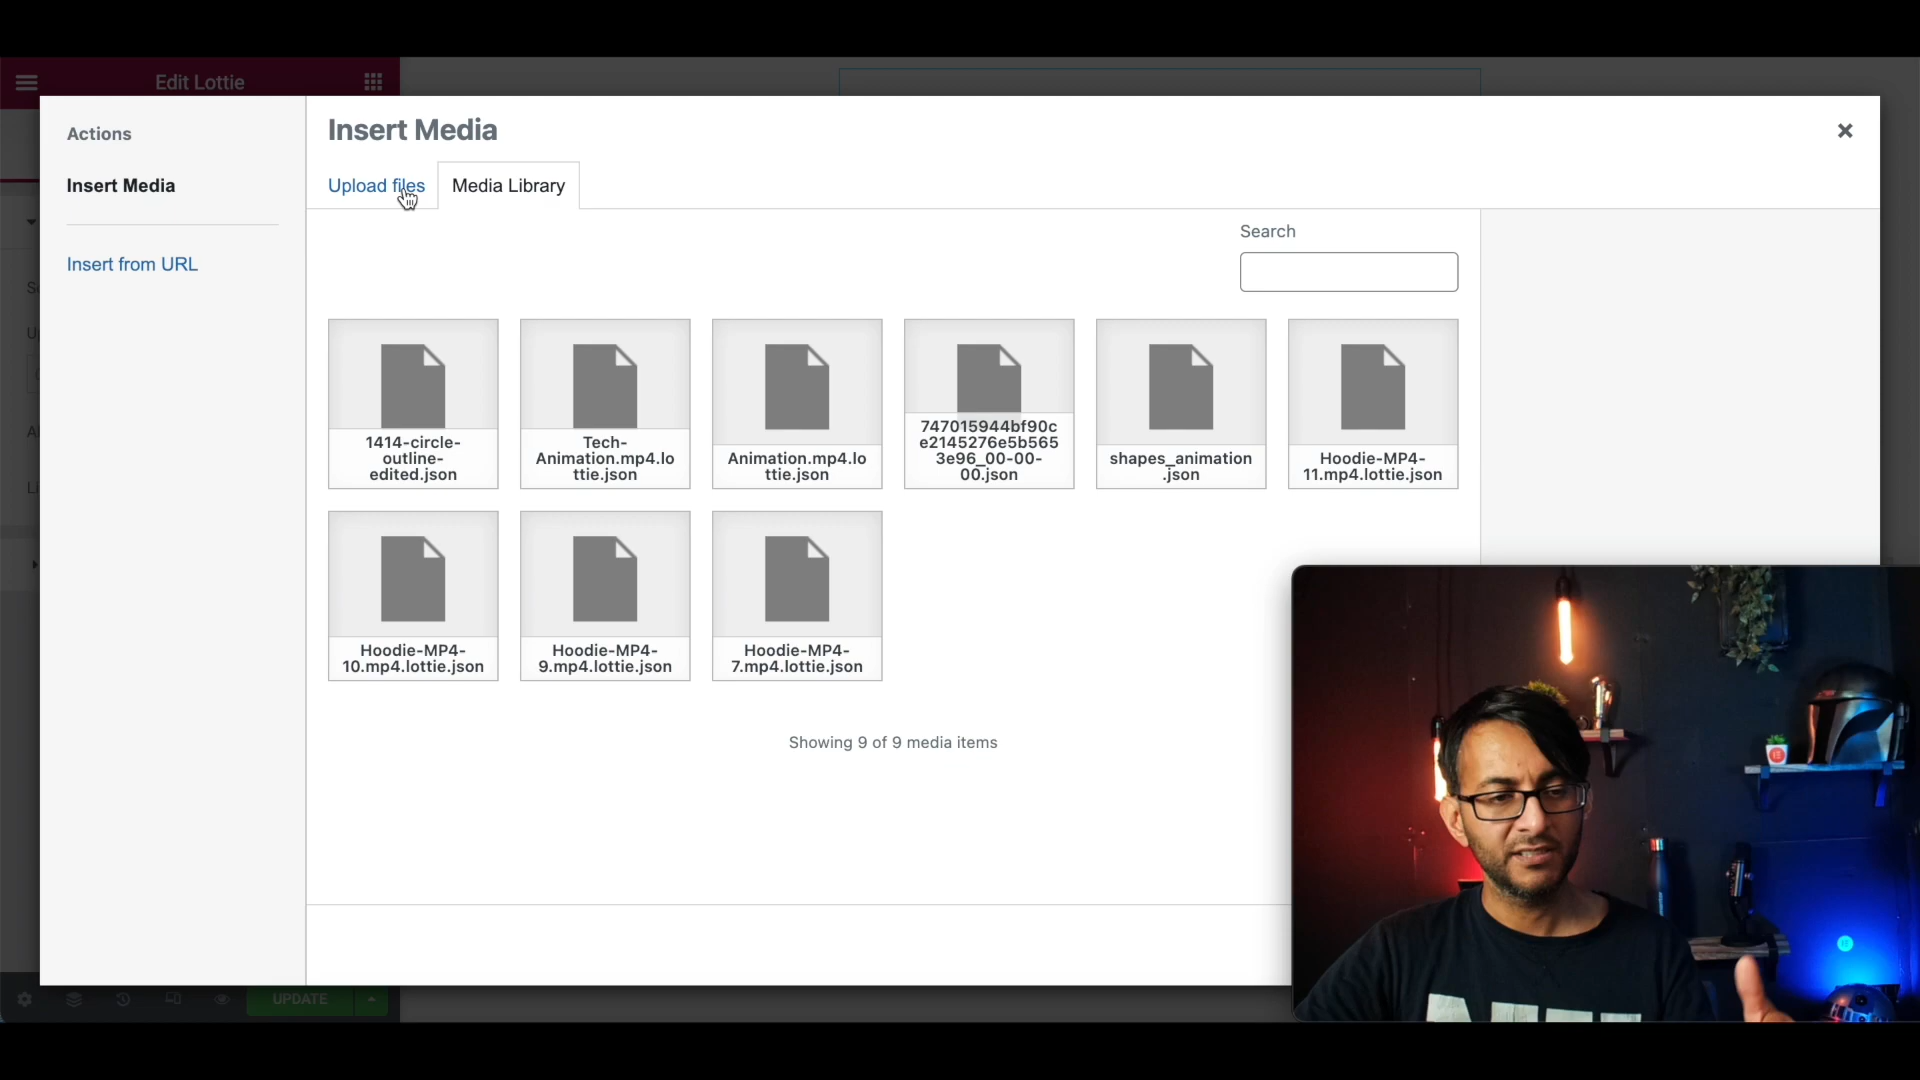 Edit Lottie
Actions
Insert Media
Insert from URL
Insert Media
Upload files
Media Library
Search
1414-circle-
outline-
edited.json
Tech-
Animation.mp4.lo
ttie.json
Animation.mp4.lo
ttie.json
747015944bf90c
e2145276e5b565
3e96_00-00-
00.json
shapes_animation
.json
Hoodie-MP4-
11.mp4.lottie.json
Hoodie-MP4-
10.mp4.lottie.json
Hoodie-MP4-
9.mp4.lottie.json
Hoodie-MP4-
7.mp4.lottie.json
Showing 9 of 9 media items
UPDATE